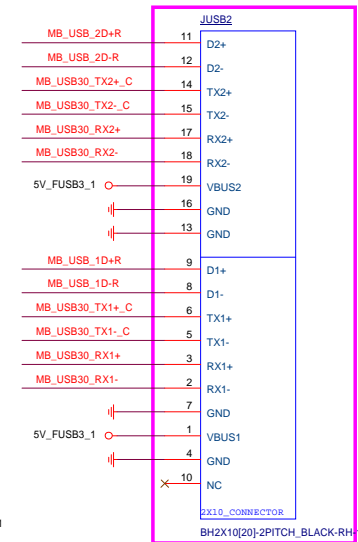 JUSB2
MB_USB_2D+R 11 D2+
MB_USB_2D-R 12 D2-
MB_USB30_TX2+_C 14 TX2+
MB_USB30_TX2-_C 15 TX2-
MB_USB30_RX2+ 17 RX2+
MB_USB30_RX2- 18 RX2-
5V_FUSB3_1 19 VBUS2
16 GND
13 GND
MB_USB_1D+R 9 D1+
MB_USB_1D-R 8 D1-
MB_USB30_TX1+_C 6 TX1+
MB_USB30_TX1-_C 5 TX1-
MB_USB30_RX1+ 3 RX1+
MB_USB30_RX1- 2 RX1-
7 GND
5V_FUSB3_1 1 VBUS1
4 GND
10 NC
2X10_CONNECTOR
BH2X10[20]-2PITCH_BLACK-RH-